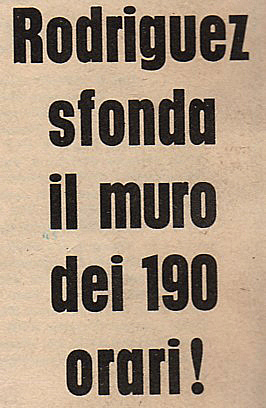 Rodriguez
sfonda
il muro
dei 190
orari!